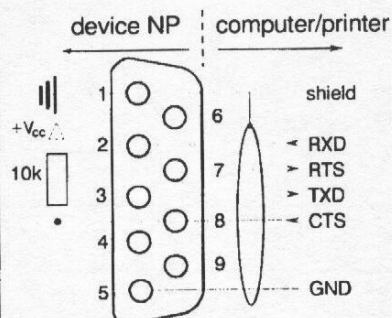 device NP computer/printer
1 shield
6
+Vcc
2 RXD
10k 7 RTS
3 TXD
8 CTS
4
9
5 GND